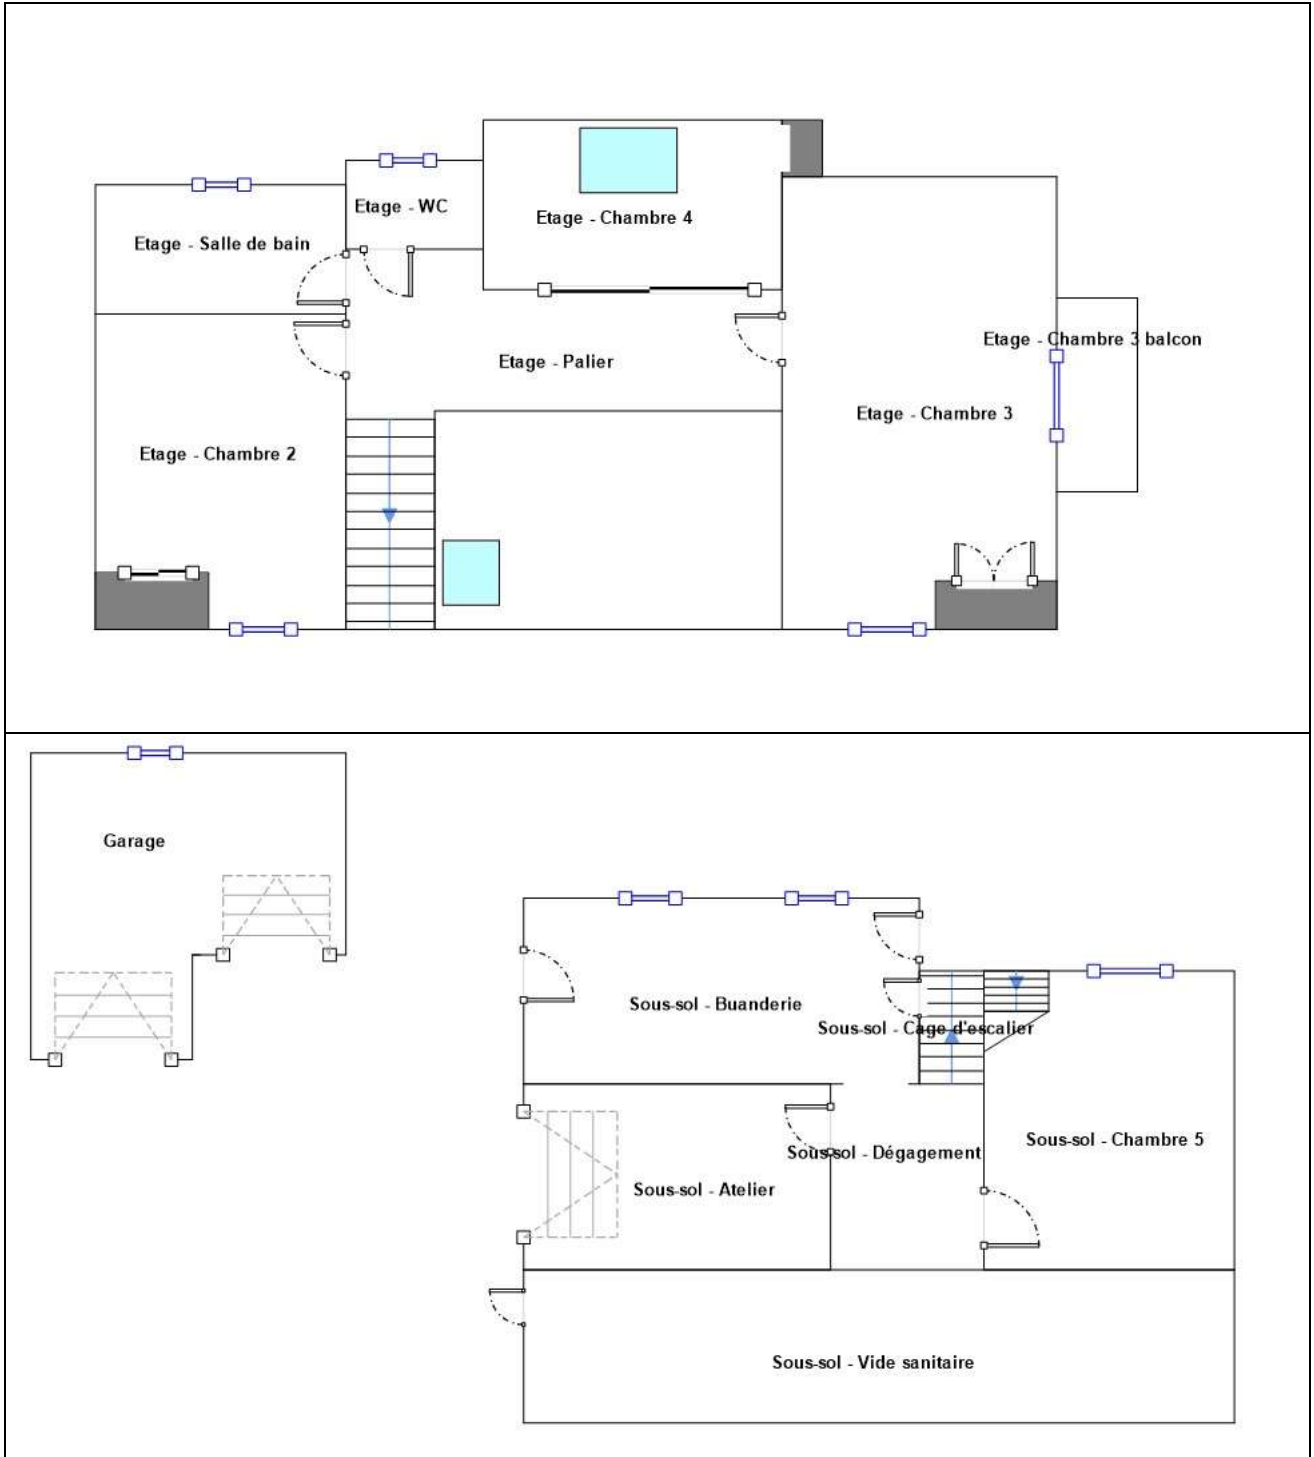 Etage - WC
Etage - Chambre 4
Etage - Salle de bain
Etage - Chambre 3 balcon
Etage - Palier
Etage - Chambre 3
Etage - Chambre 2
Garage
Sous-sol - Buanderie
Sous-sol - Cage d'escalier
Sous-sol - Chambre 5
Sous-sol - Dégagement
Sous-sol - Atelier
Sous-sol - Vide sanitaire